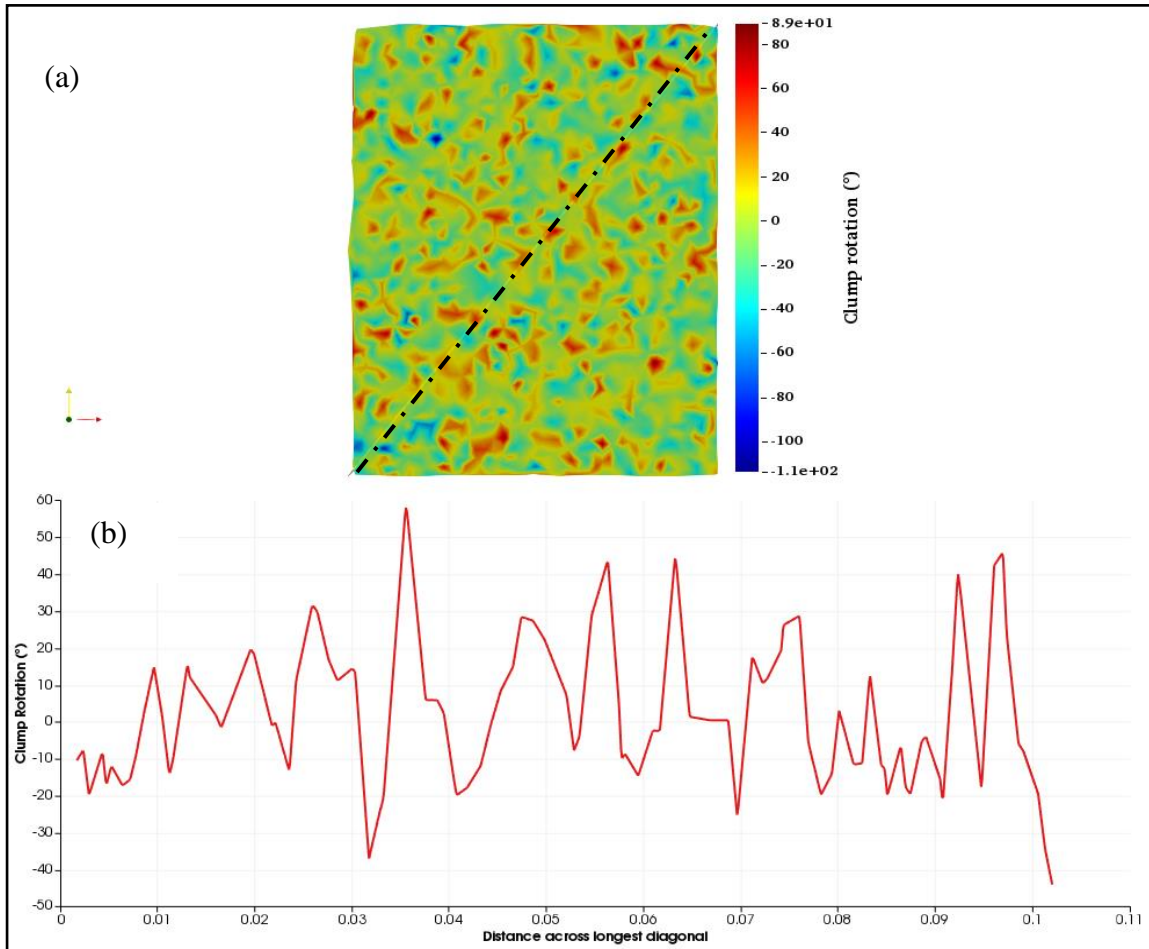 (a)
8.9e+01
80
60
40
20
0
-20
-40
-60
-80
-100
-1.1e+02
Clump rotation (°)
(b)
60
50
40
30
20
10
0
-10
-20
-30
-40
-50
Clump Rotation (°)
0 0.01 0.02 0.03 0.04 0.05 0.06 0.07 0.08 0.09 0.1 0.11
Distance across longest diagonal